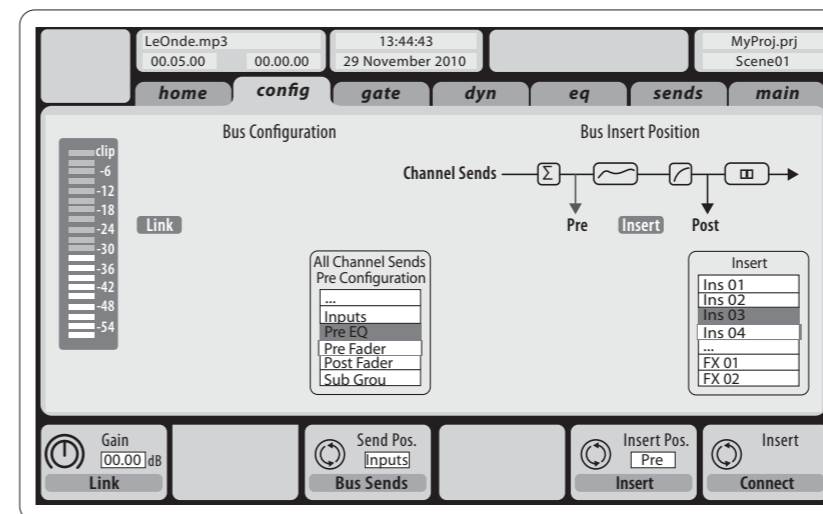 LeOnde.mp3
00.05.00 00.00.00
13:44:43
29 November 2010
MyProj.prj
Scene01
home config gate dyn eq sends main
Bus Configuration
Bus Insert Position
clip
-6
-12
-18
-24
-30
-36
-42
-48
-54
Link
Channel Sends
Σ
Pre Insert Post
All Channel Sends
Pre Configuration
...
Inputs
Pre EQ
Pre Fader
Post Fader
Sub Grou
Insert
Ins 01
Ins 02
Ins 03
Ins 04
...
FX 01
FX 02
Gain
00.00 dB
Link
Send Pos.
Inputs
Bus Sends
Insert Pos.
Pre
Insert
Insert
Connect